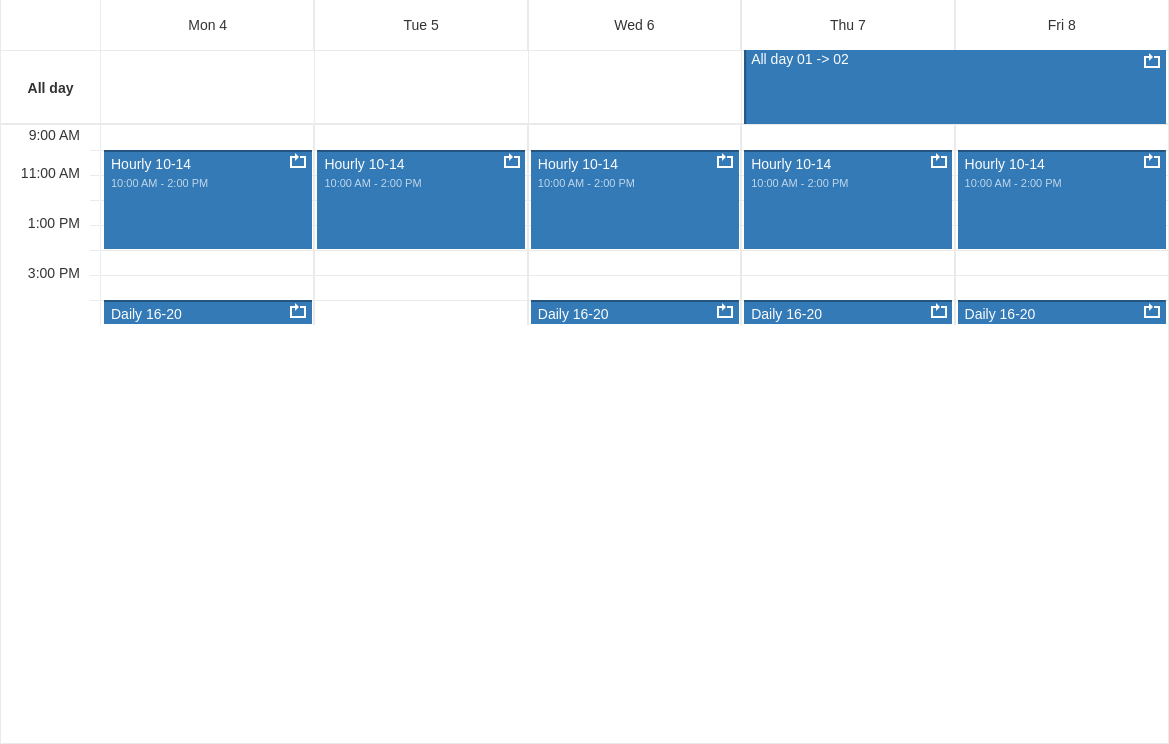 Mon 4
Tue 5
Wed 6
Thu 7
Fri 8
All day
All day 01 -> 02
9:00 AM
11:00 AM
1:00 PM
3:00 PM
Hourly 10-14
10:00 AM - 2:00 PM
Hourly 10-14
10:00 AM - 2:00 PM
Hourly 10-14
10:00 AM - 2:00 PM
Hourly 10-14
10:00 AM - 2:00 PM
Hourly 10-14
10:00 AM - 2:00 PM
Daily 16-20
Daily 16-20
Daily 16-20
Daily 16-20